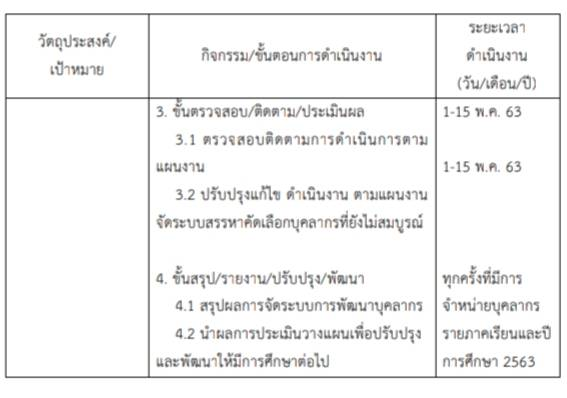 วัตถุประสงค์/
เป้าหมาย
กิจกรรม/ขั้นตอนการดำเนินงาน
ระยะเวลา
ดำเนินงาน
(วัน/เดือน/ปี)
3. ขั้นตรวจสอบ/ติดตาม/ประเมินผล
1-15 พ.ค. 63
3.1 ตรวจสอบติดตามการดำเนินการตาม
แผนงาน
1-15 พ.ค. 63
3.2 ปรับปรุงแก้ไข ดำเนินงาน ตามแผนงาน
จัดระบบสรรหาคัดเลือกบุคลากรที่ยังไม่สมบูรณ์
4. ขั้นสรุป/รายงาน/ปรับปรุง/พัฒนา
4.1 สรุปผลการจัดระบบการพัฒนาบุคลากร
4.2 นำผลการประเมินวางแผนเพื่อปรับปรุง
และพัฒนาให้มีการศึกษาต่อไป
ทุกครั้งที่มีการ
จำหน่ายบุคลากร
รายภาคเรียนและปี
การศึกษา 2563